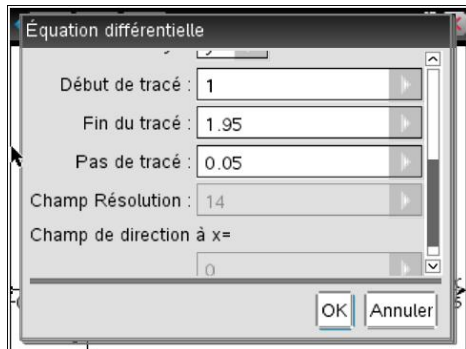 Équation différentielle
Début de tracé : 1
Fin du tracé : 1.95
Pas de tracé : 0.05
Champ Résolution : 14
Champ de direction à x=
0
OK Annuler